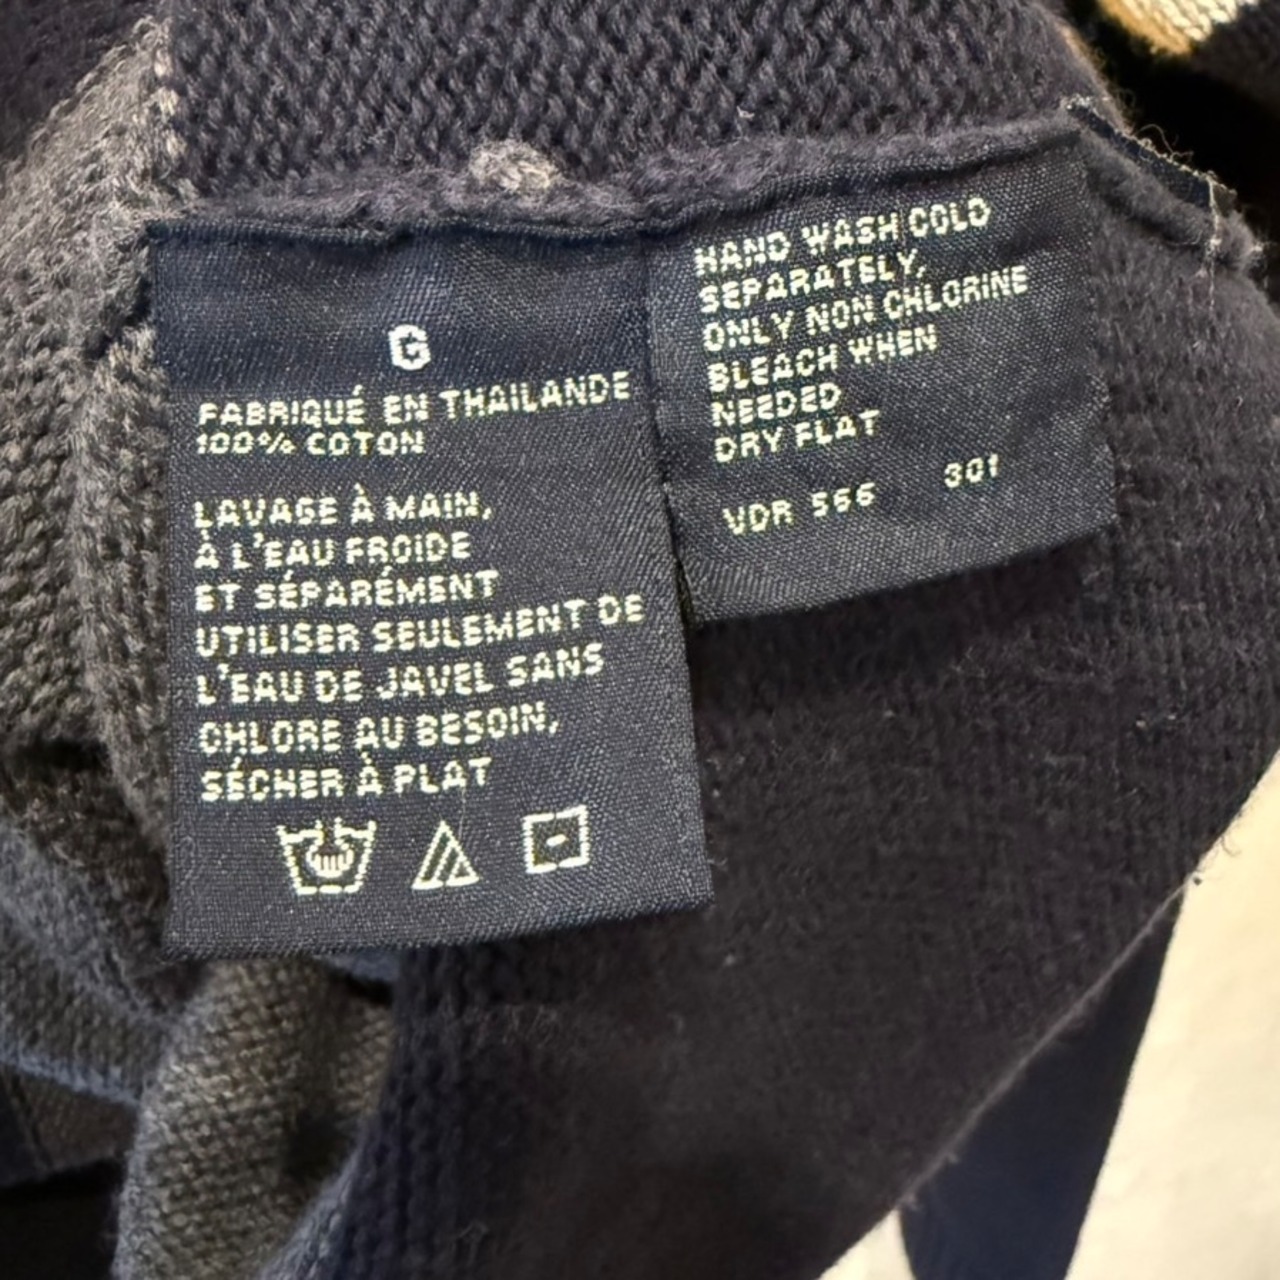 G
FABRIQUÉ EN THAILANDE
100% COTON
LAVAGE À MAIN,
À L'EAU FROIDE
ET SÉPARÉMENT
UTILISER SEULEMENT DE
L'EAU DE JAVEL SANS
CHLORE AU BESOIN,
SÉCHER À PLAT
HAND WASH COLD
SEPARATELY,
ONLY NON CHLORINE
BLEACH WHEN
NEEDED
DRY FLAT
VDR 566 301